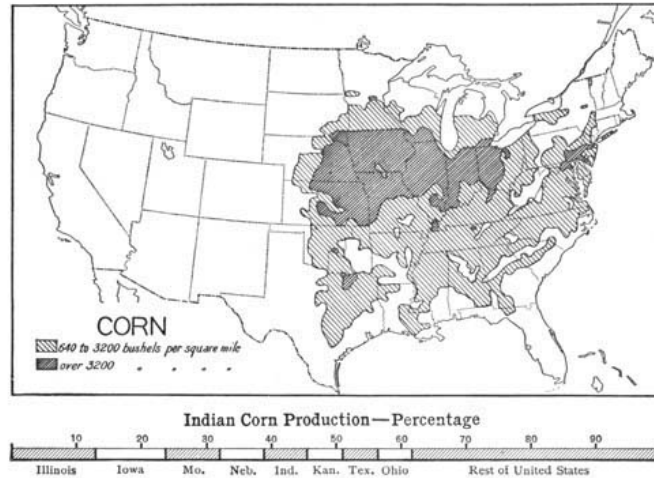 CORN
640 to 3200 bushels per square mile
over 3200 " " " "
Indian Corn Production—Percentage
10 20 30 40 50 60 70 80 90
Illinois Iowa Mo. Neb. Ind. Kan. Tex. Ohio Rest of United States